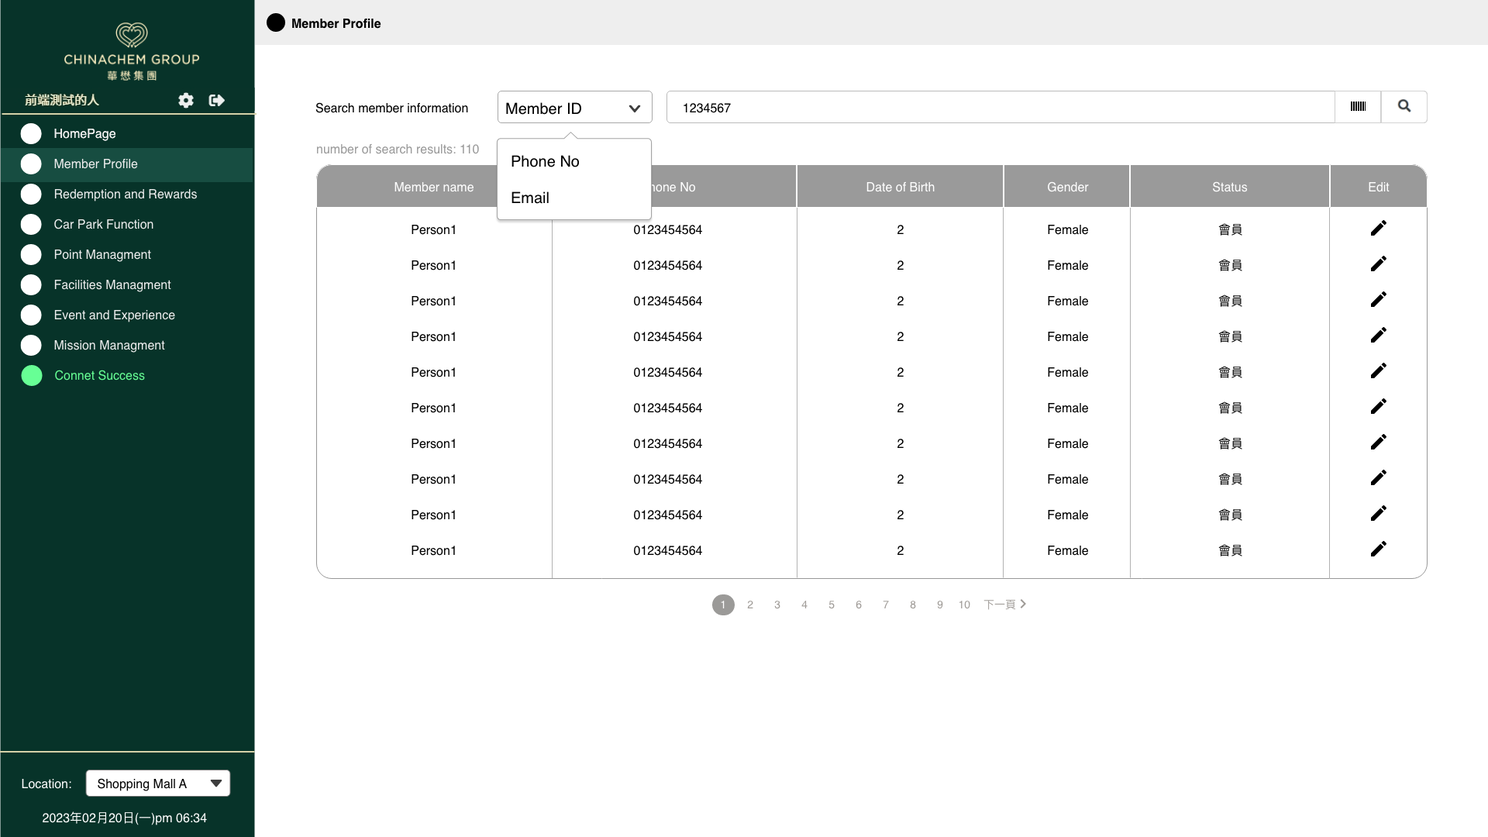 CHINACHEM GROUP
華懋集團
前端測試的人
HomePage
Member Profile
Redemption and Rewards
Car Park Function
Point Managment
Facilities Managment
Event and Experience
Mission Managment
Connet Success
Location: Shopping Mall A
2023年02月20日(一)pm 06:34
Member Profile
Search member information Member ID 1234567
Phone No
Email
number of search results: 110
Member name hone No Date of Birth Gender Status Edit
Person1 0123454564 2 Female 會員
Person1 0123454564 2 Female 會員
Person1 0123454564 2 Female 會員
Person1 0123454564 2 Female 會員
Person1 0123454564 2 Female 會員
Person1 0123454564 2 Female 會員
Person1 0123454564 2 Female 會員
Person1 0123454564 2 Female 會員
Person1 0123454564 2 Female 會員
Person1 0123454564 2 Female 會員
1 2 3 4 5 6 7 8 9 10 下一頁